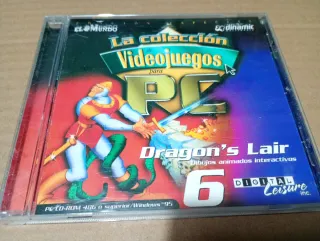 EL MUNDO
dinamic
La colección
Videojuegos
para
PC
Dragon's Lair
Dibujos animados interactivos
6
DIGITAL
Leisure
Inc.
PC CD-ROM 486 o superior/Windows '95